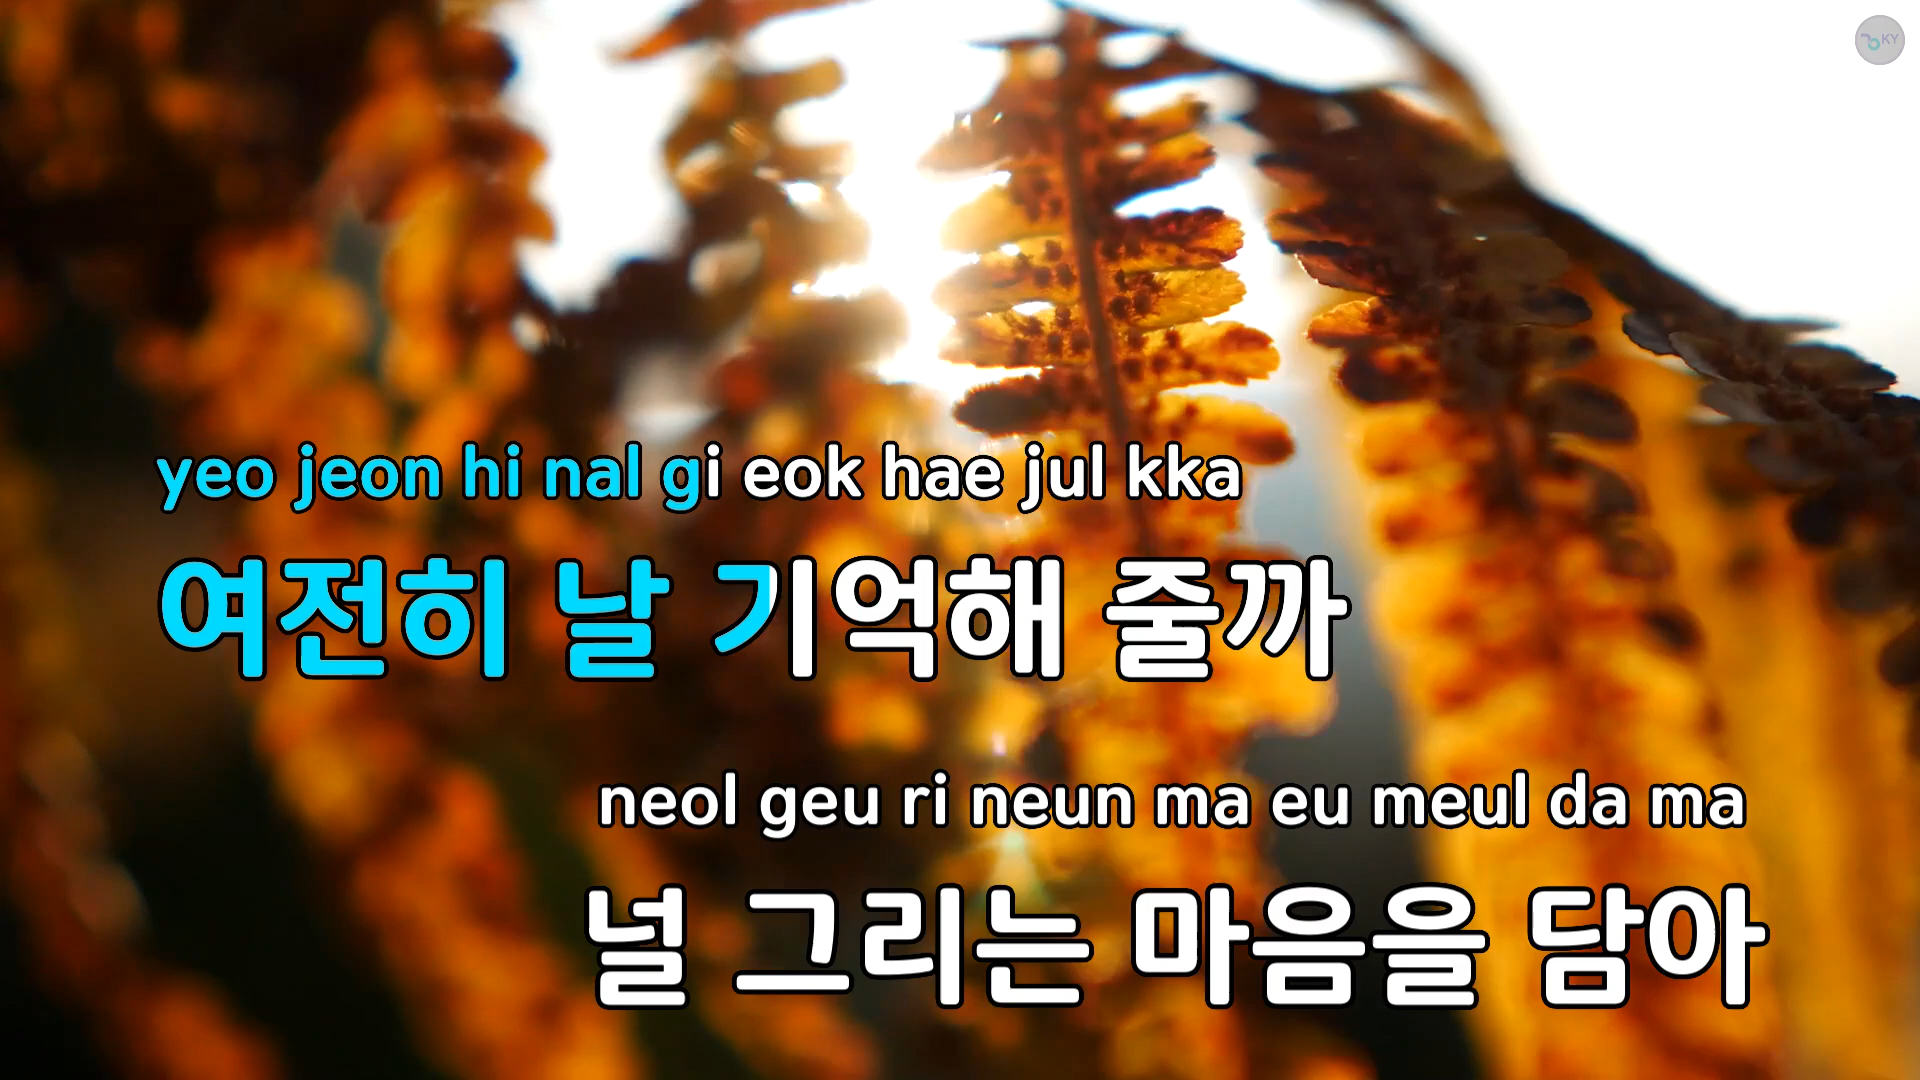 KY
yeo jeon hi nal gi eok hae jul kka
여전히 날 기억해 줄까
neol geu ri neun ma eu meul da ma
널 그리는 마음을 담아